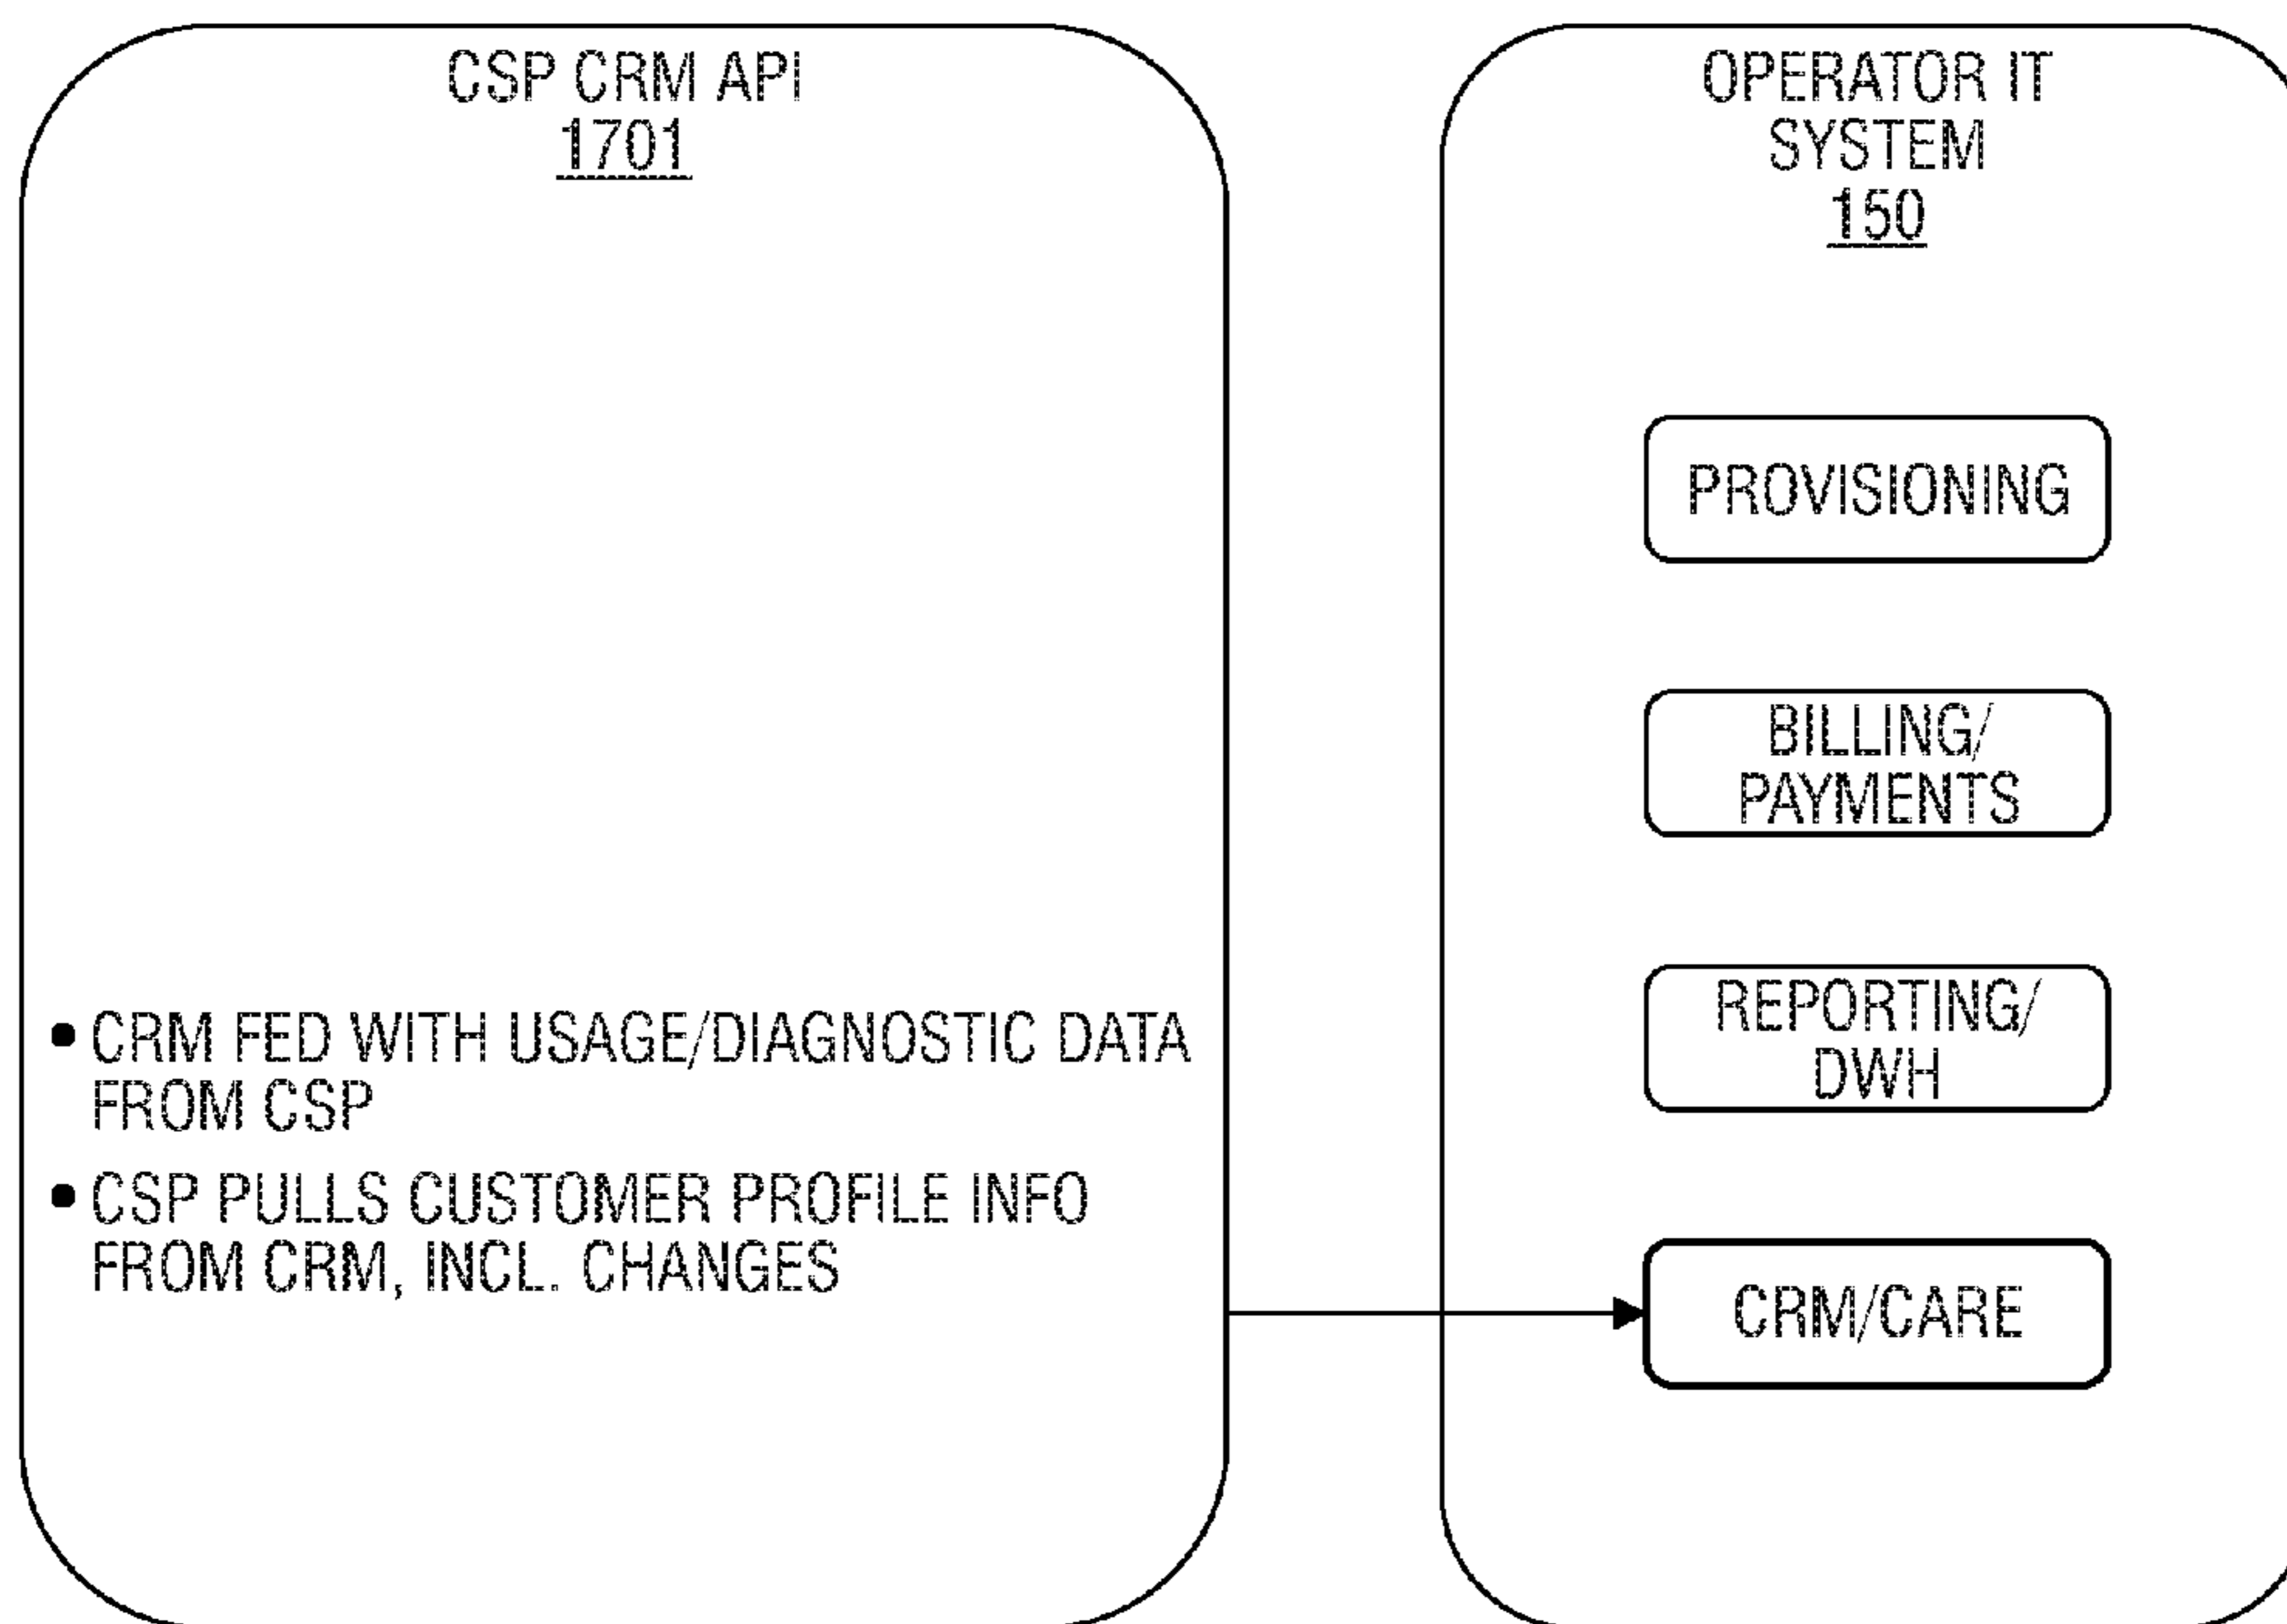 CSP CRM API
1701
• CRM FED WITH USAGE/DIAGNOSTIC DATA
FROM CSP
• CSP PULLS CUSTOMER PROFILE INFO
FROM CRM, INCL. CHANGES
OPERATOR IT
SYSTEM
150
PROVISIONING
BILLING/
PAYMENTS
REPORTING/
DWH
CRM/CARE